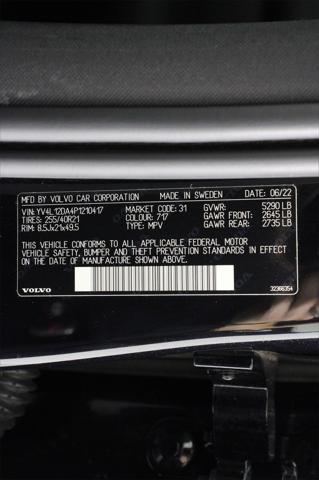 MFD BY VOLVO CAR CORPORATION MADE IN SWEDEN DATE 06/22
VIN: YV4L12DA4P1210417 MARKET CODE: 31 GVWR: 5290 LB
TIRES: 255/40R21 COLOUR: 717 GAWR FRONT: 2645 LB
RIM: 8.5Jx21x49.5 TYPE: MPV GAWR REAR: 2735 LB
THIS VEHICLE CONFORMS TO ALL APPLICABLE FEDERAL MOTOR
VEHICLE SAFETY, BUMPER AND THEFT PREVENTION STANDARDS IN EFFECT
ON THE DATE OF MANUFACTURE SHOWN ABOVE.
VOLVO 32366354